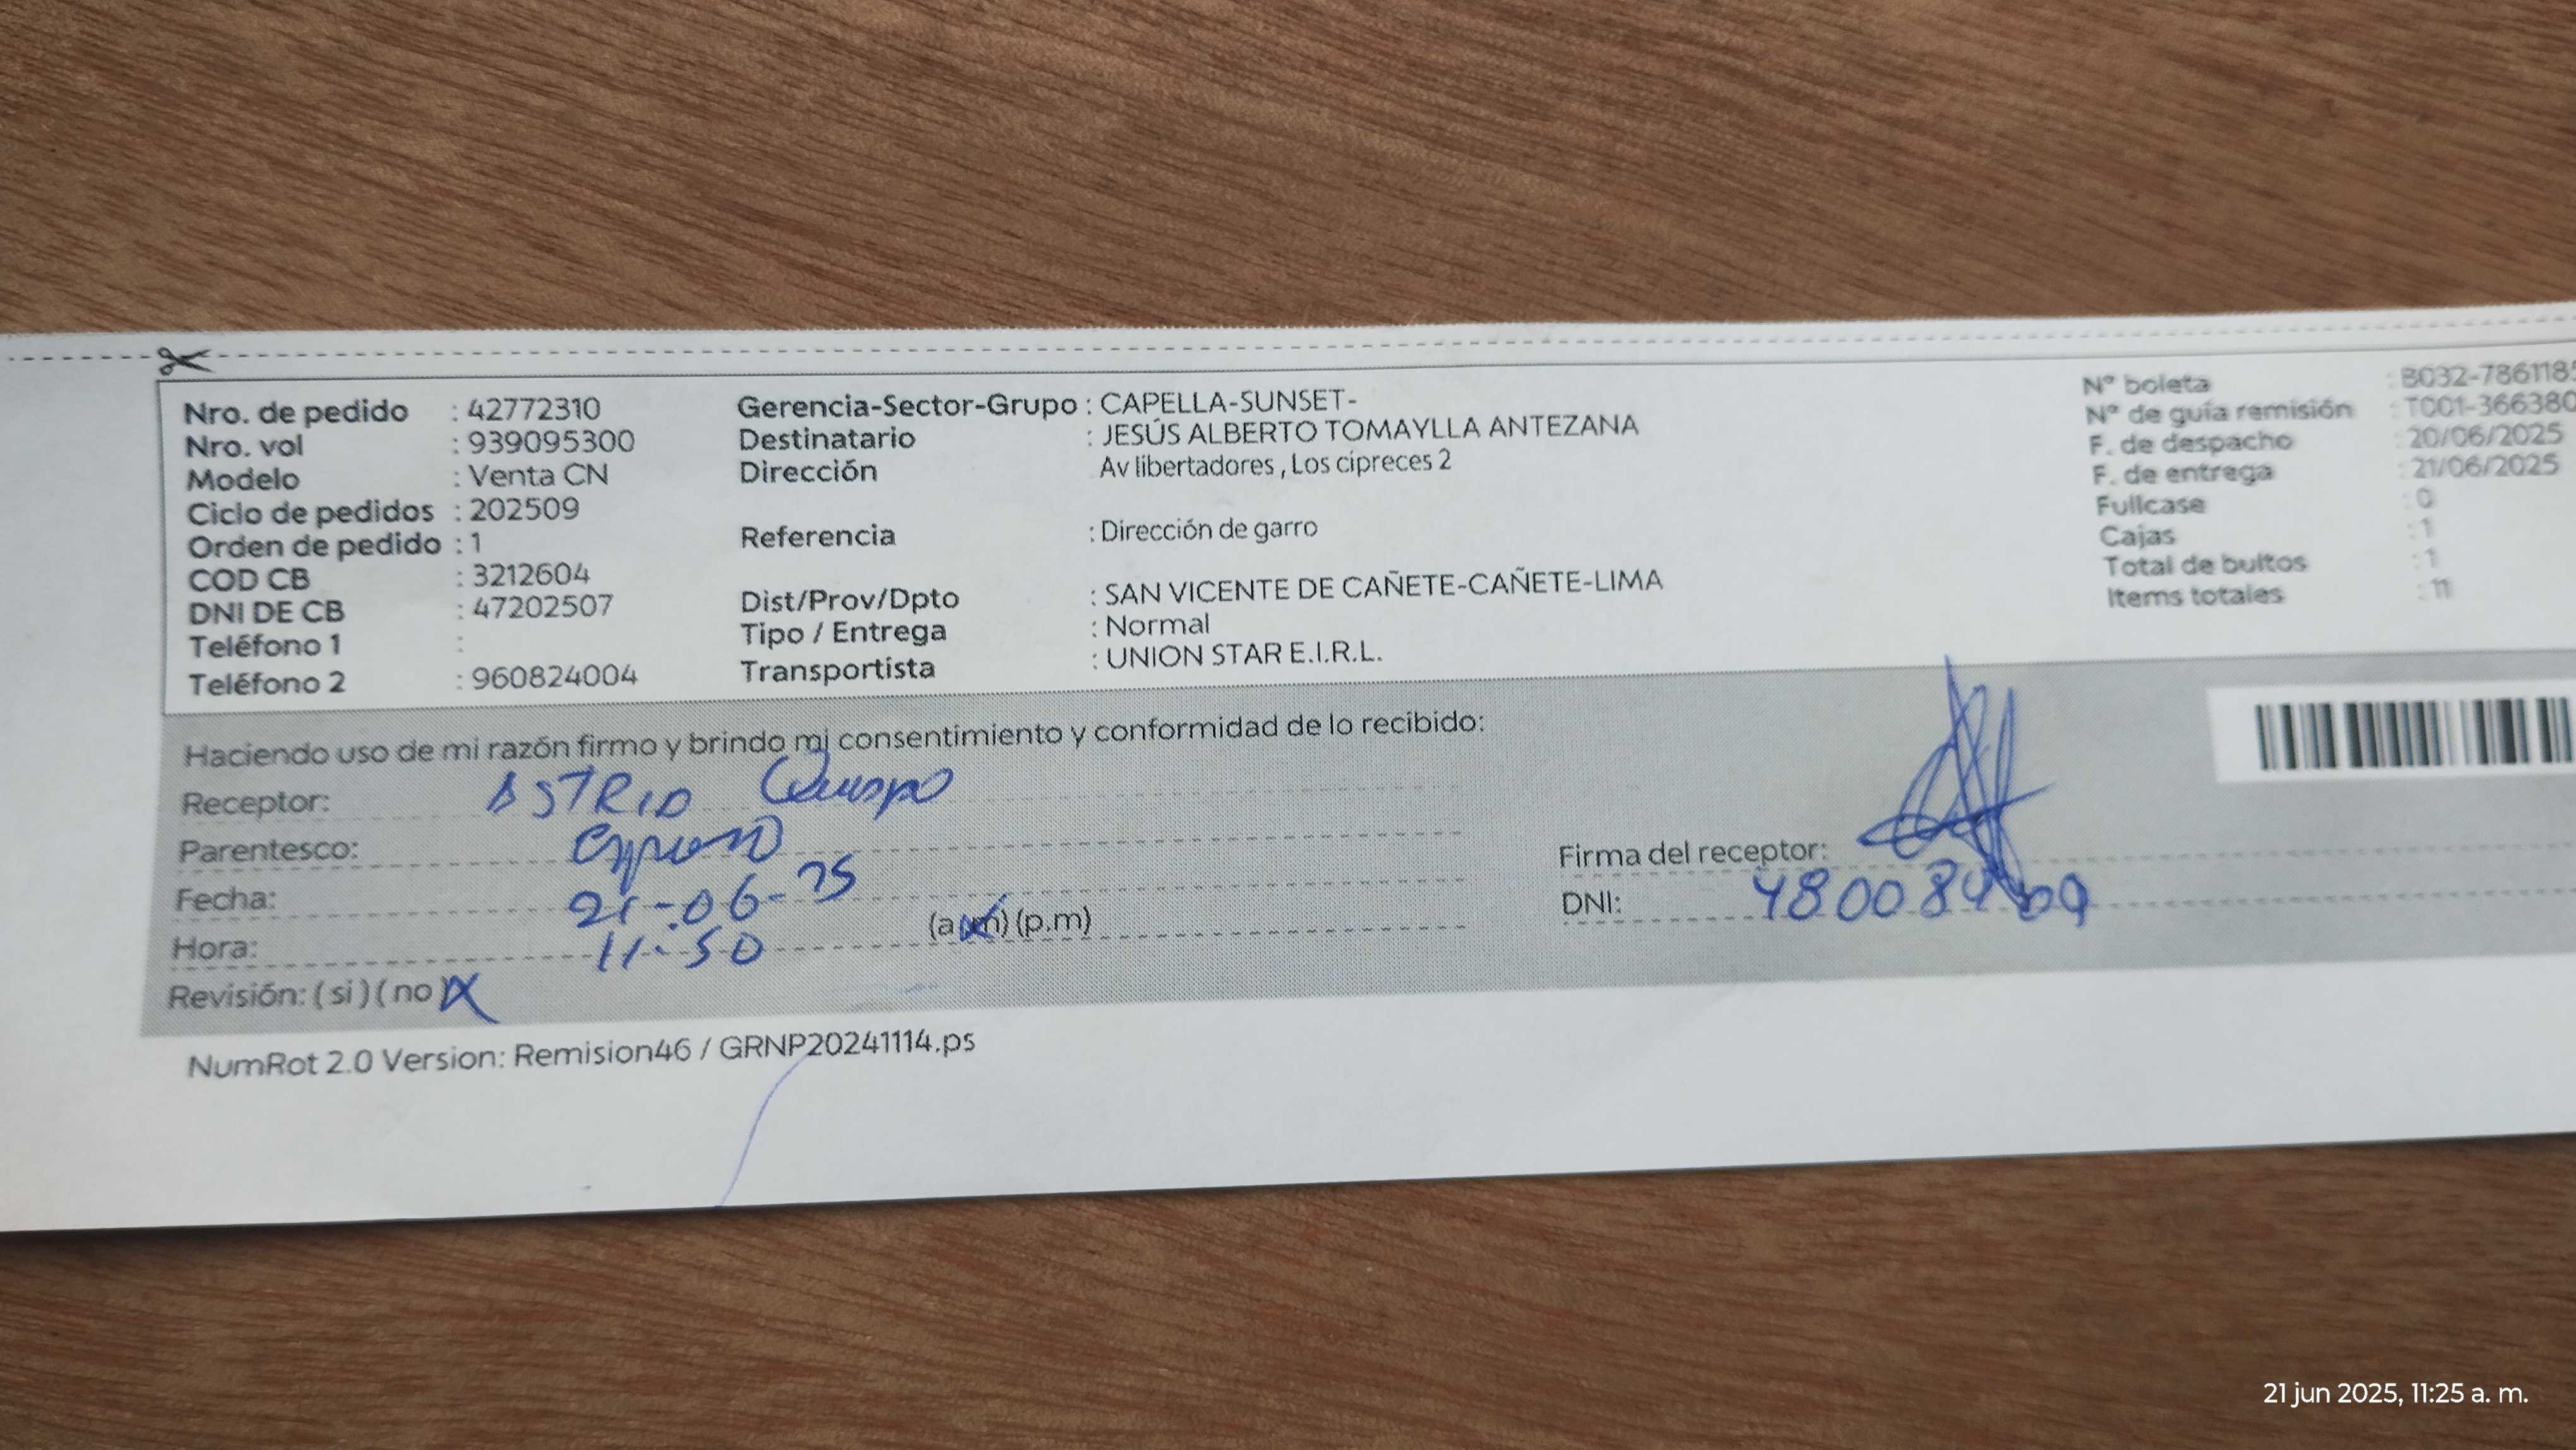 Nro. de pedido : 42772310
Nro. vol : 939095300
Modelo : Venta CN
Ciclo de pedidos : 202509
Orden de pedido : 1
COD CB : 3212604
DNI DE CB : 47202507
Teléfono 1 :
Teléfono 2 : 960824004
Gerencia-Sector-Grupo : CAPELLA-SUNSET-
Destinatario : JESÚS ALBERTO TOMAYLLA ANTEZANA
Dirección Av libertadores , Los cipreces 2
Referencia : Dirección de garro
Dist/Prov/Dpto : SAN VICENTE DE CAÑETE-CAÑETE-LIMA
Tipo / Entrega : Normal
Transportista : UNION STAR E.I.R.L.
N° boleta : B032-786118
N° de guía remisión : T001-366380
F. de despacho : 20/06/2025
F. de entrega : 21/06/2025
Fullcase : 0
Cajas : 1
Total de bultos : 1
Items totales : 11
Haciendo uso de mi razón firmo y brindo mi consentimiento y conformidad de lo recibido:
Receptor: ASTRID Quispe
Parentesco:
Fecha: 21-06-25
Hora: 11:50 (a.m) (p.m)
Revisión: ( si ) ( no ) X
Firma del receptor:
DNI: 480084
NumRot 2.0 Version: Remision46 / GRNP20241114.ps
21 jun 2025, 11:25 a. m.